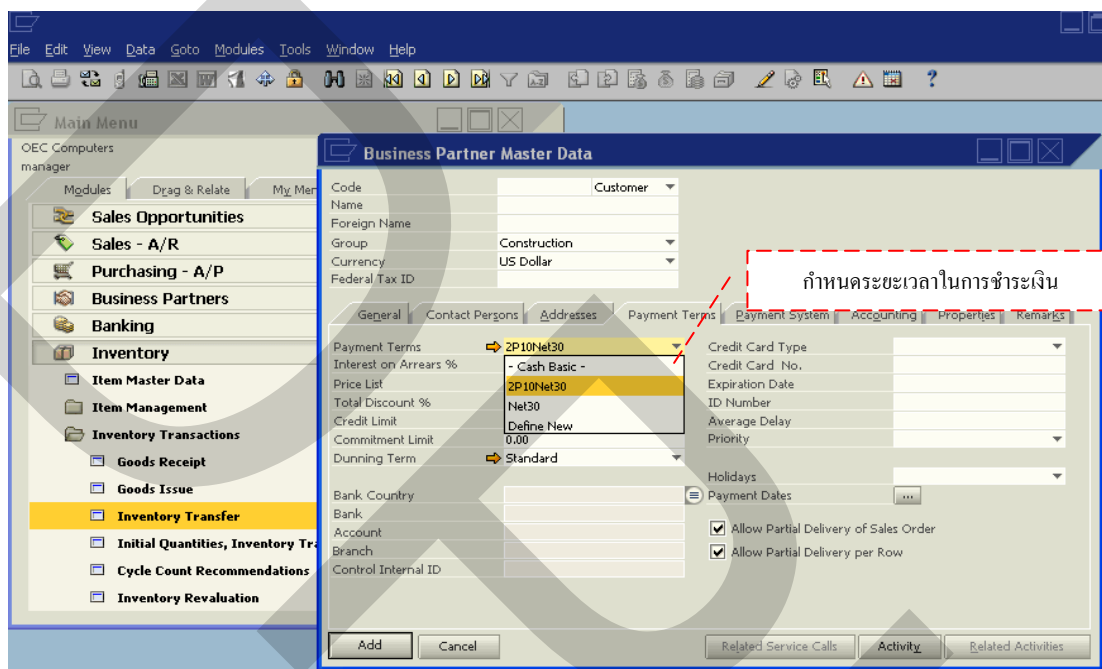 File Edit View Data Goto Modules Tools Window Help
Main Menu
OEC Computers
manager
Modules Drag & Relate My Men
Sales Opportunities
Sales - A/R
Purchasing - A/P
Business Partners
Banking
Inventory
Item Master Data
Item Management
Inventory Transactions
Goods Receipt
Goods Issue
Inventory Transfer
Initial Quantities, Inventory Tra
Cycle Count Recommendations
Inventory Revaluation
Business Partner Master Data
Code Customer
Name
Foreign Name
Group Construction
Currency US Dollar
Federal Tax ID
กำหนดระยะเวลาในการชำระเงิน
General Contact Persons Addresses Payment Terms Payment System Accounting Properties Remarks
Payment Terms 2P10Net30 Credit Card Type
Interest on Arrears % - Cash Basic - Credit Card No.
Price List 2P10Net30 Expiration Date
Total Discount % Net30 ID Number
Credit Limit Define New Average Delay
Commitment Limit 0.00 Priority
Dunning Term Standard
Holidays
Bank Country Payment Dates ...
Bank
Allow Partial Delivery of Sales Order
Account
Branch Allow Partial Delivery per Row
Control Internal ID
Add Cancel Related Service Calls Activity Related Activities